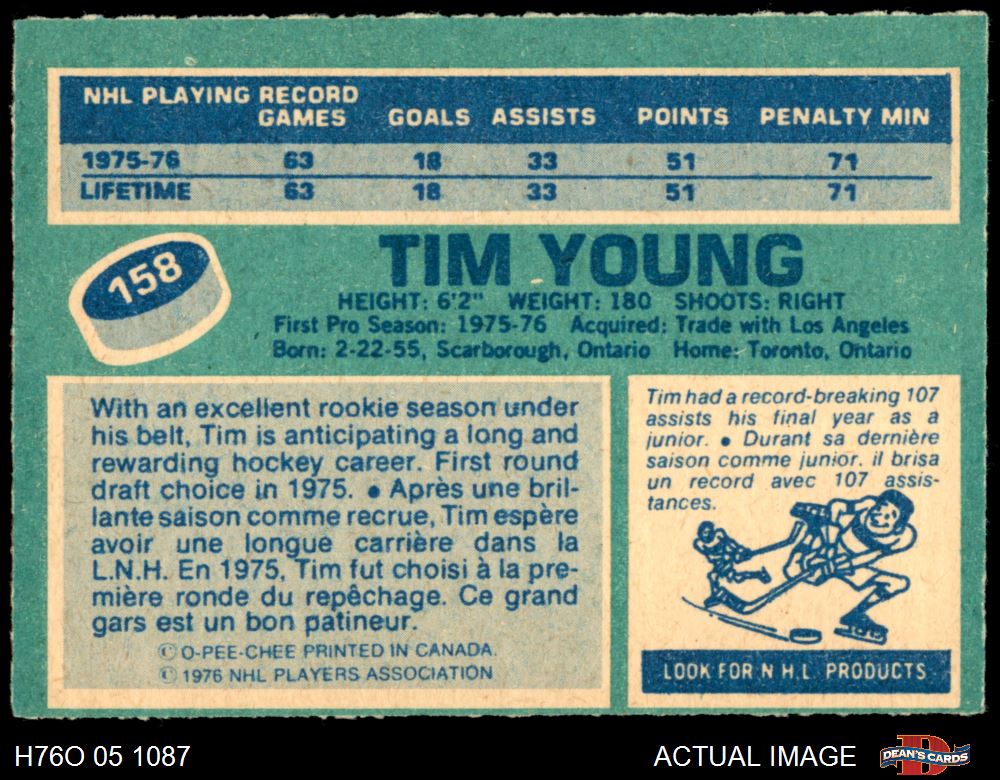 NHL PLAYING RECORD
GAMES GOALS ASSISTS POINTS PENALTY MIN
1975-76 63 18 33 51 71
LIFETIME 63 18 33 51 71
158
TIM YOUNG
HEIGHT: 6'2" WEIGHT: 180 SHOOTS: RIGHT
First Pro Season: 1975-76 Acquired: Trade with Los Angeles
Born: 2-22-55, Scarborough, Ontario Home: Toronto, Ontario
With an excellent rookie season under
his belt, Tim is anticipating a long and
rewarding hockey career. First round
draft choice in 1975. • Après une bril-
lante saison comme recrue, Tim espère
avoir une longue carrière dans la
L.N.H. En 1975, Tim fut choisi à la pre-
mière ronde du repêchage. Ce grand
gars est un bon patineur.
© O-PEE-CHEE PRINTED IN CANADA.
© 1976 NHL PLAYERS ASSOCIATION
Tim had a record-breaking 107
assists his final year as a
junior. • Durant sa dernière
saison comme junior, il brisa
un record avec 107 assis-
tances.
LOOK FOR N.H.L. PRODUCTS
H76O 05 1087
ACTUAL IMAGE
DEAN'S CARDS